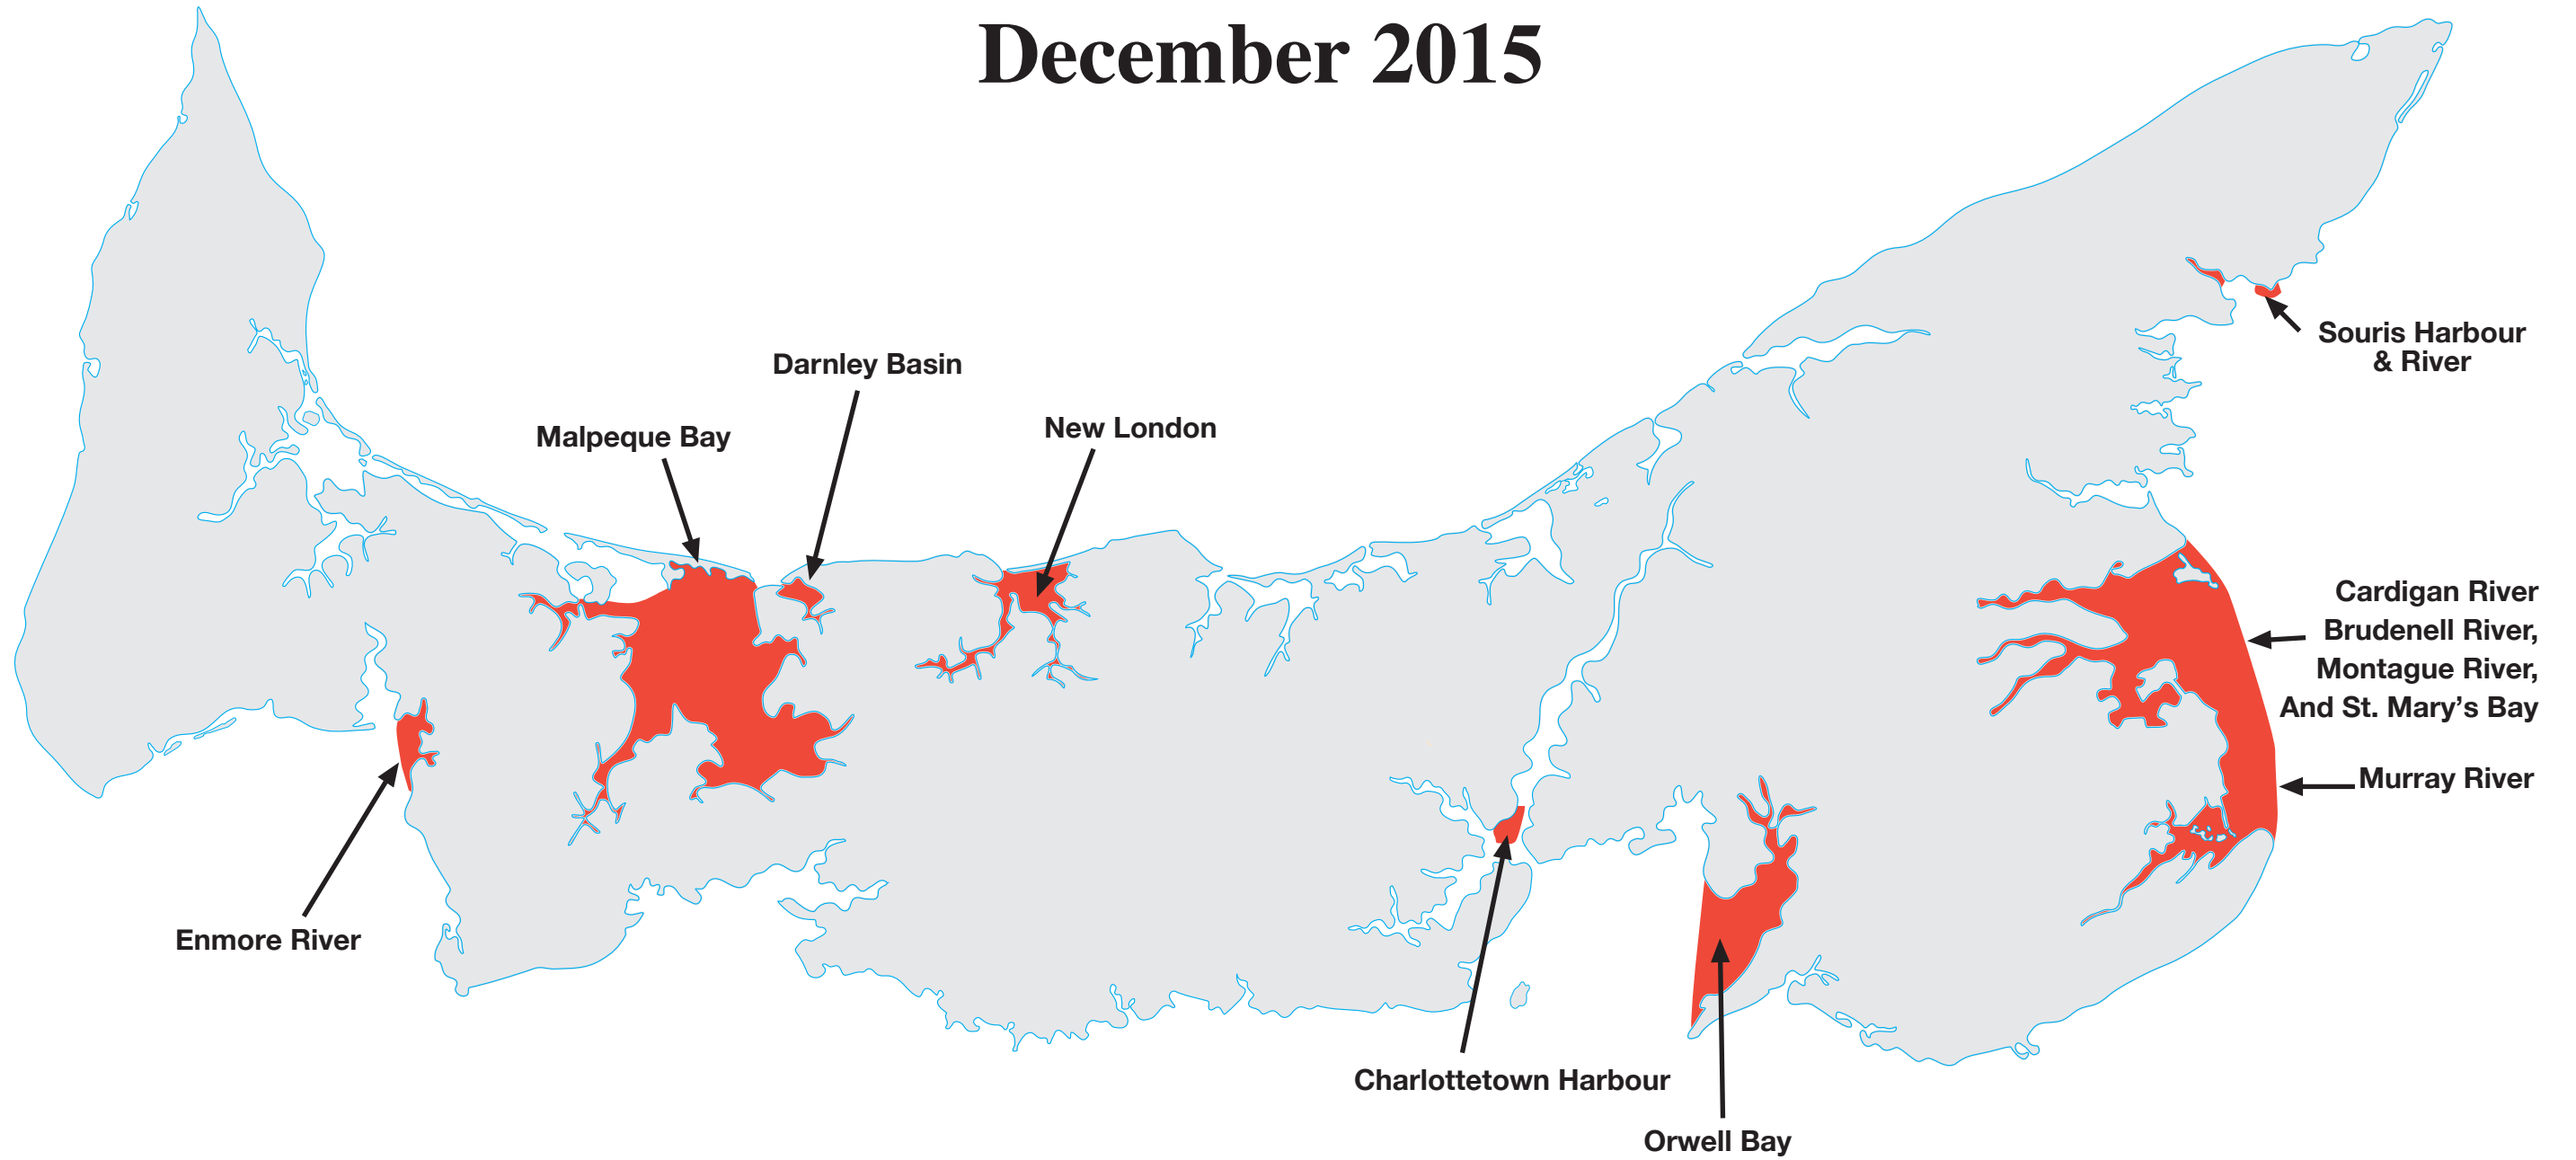 December 2015
Souris Harbour
& River
Darnley Basin
New London
Malpeque Bay
Cardigan River
Brudenell River,
Montague River,
And St. Mary’s Bay
Murray River
Enmore River
Charlottetown Harbour
Orwell Bay